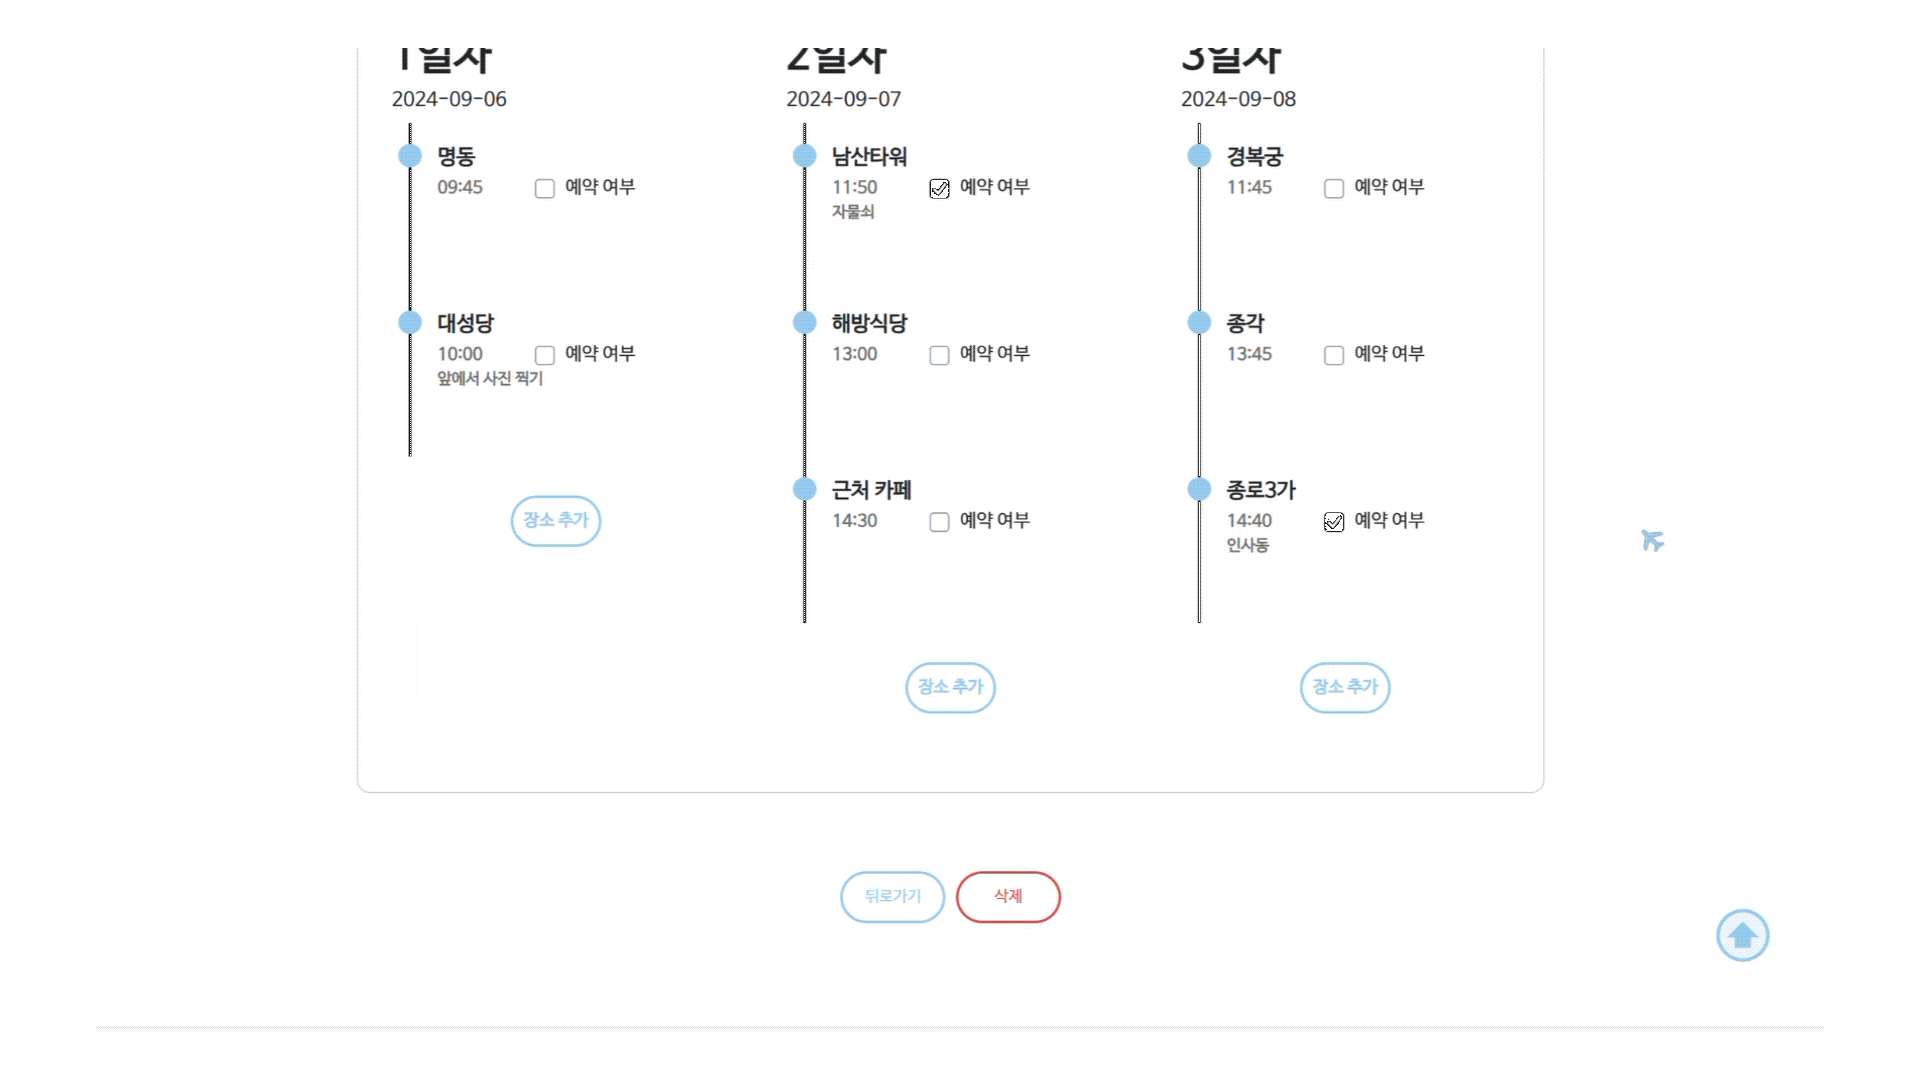 1일차
2024-09-06
명동
09:45
예약 여부
대성당
10:00
예약 여부
앞에서 사진 찍기
장소 추가
2일차
2024-09-07
남산타워
11:50
예약 여부
자물쇠
해방식당
13:00
예약 여부
근처 카페
14:30
예약 여부
장소 추가
3일차
2024-09-08
경복궁
11:45
예약 여부
종각
13:45
예약 여부
종로3가
14:40
예약 여부
인사동
장소 추가
뒤로가기
삭제